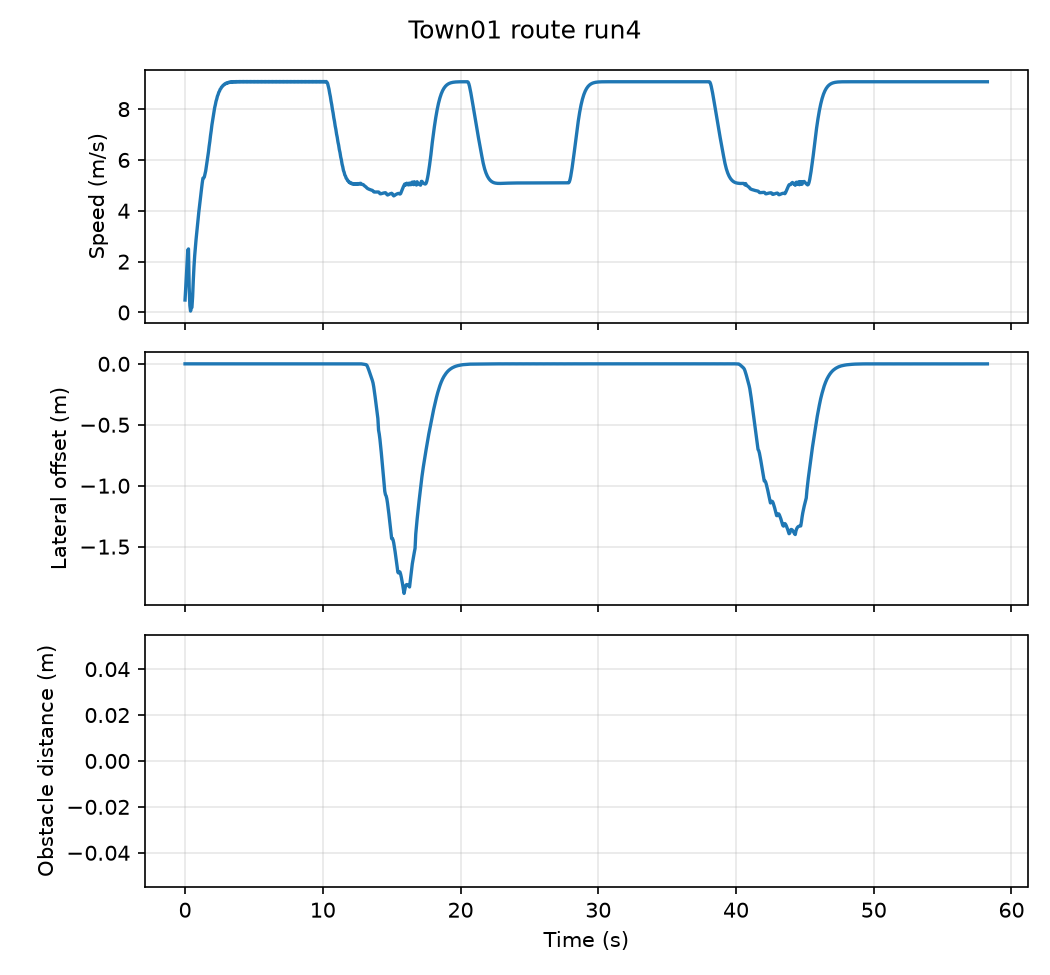 Town01 route run4
Speed (m/s)
8
6
4
2
0
Lateral offset (m)
0.0
−0.5
−1.0
−1.5
Obstacle distance (m)
0.04
0.02
0.00
−0.02
−0.04
0 10 20 30 40 50 60
Time (s)